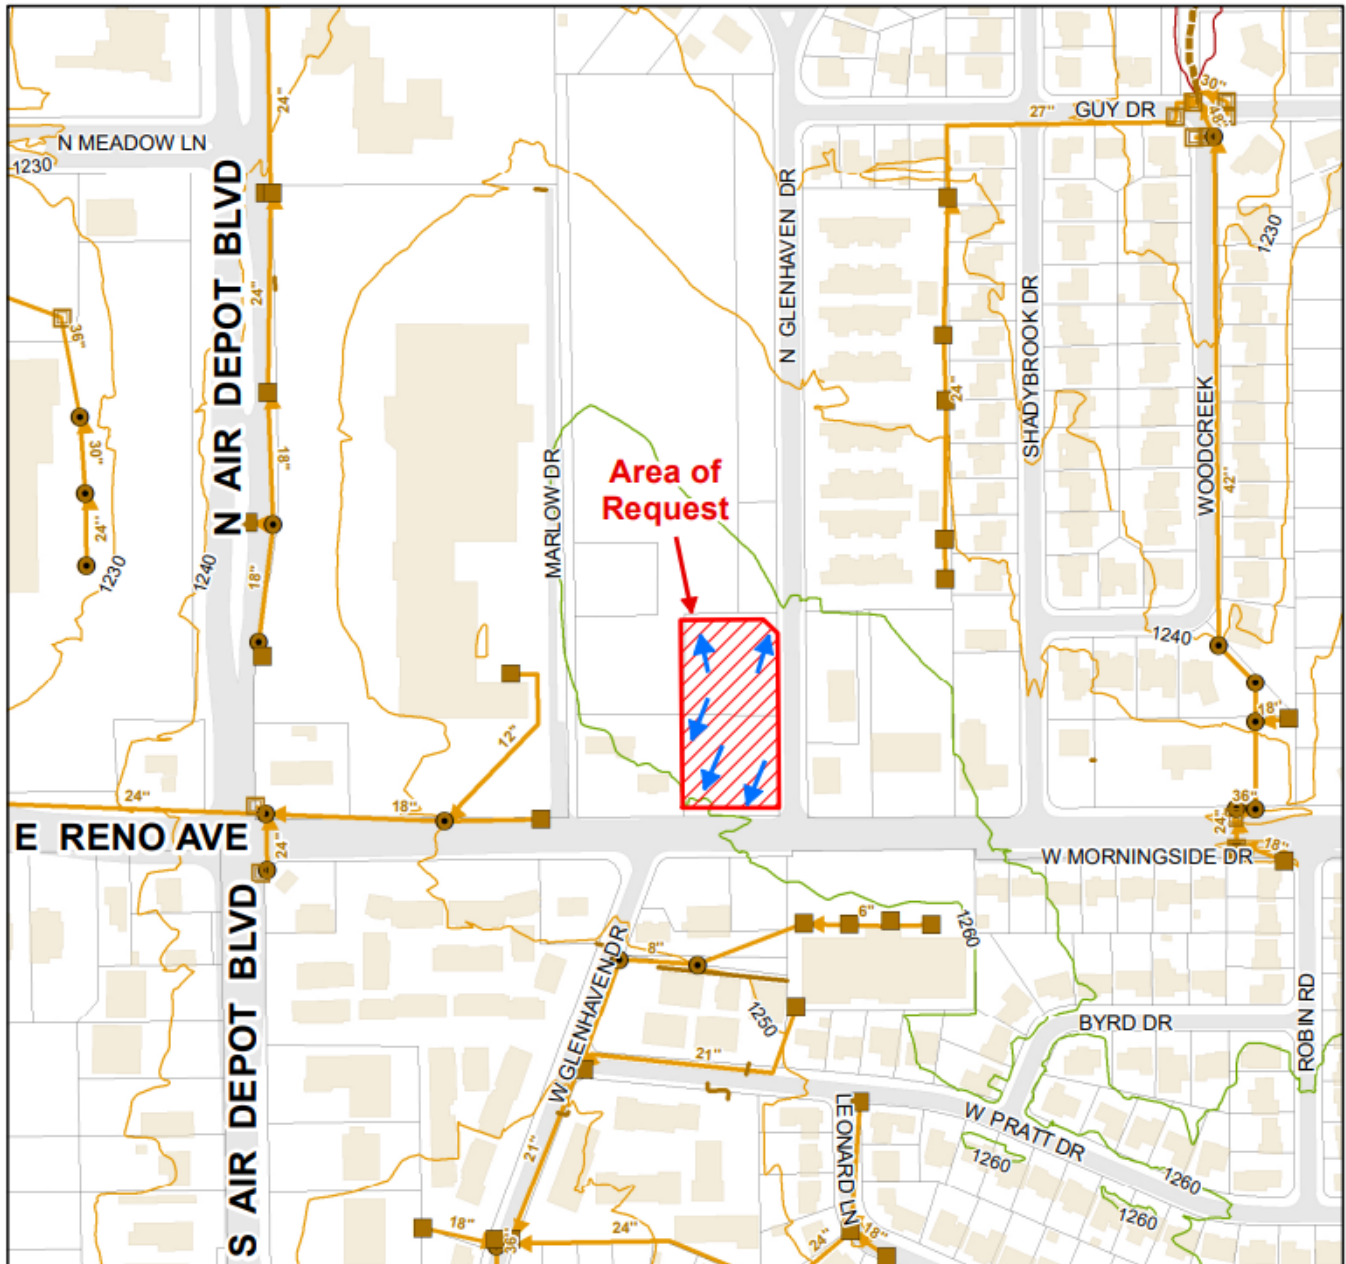 30"
48"
27"
GUY DR
24"
N MEADOW LN
1230
N AIR DEPOT BLVD
N GLENHAVEN DR
1230
24"
36"
SHADYBROOK DR
24"
WOODCREEK
30"
18"
MARLOW DR
Area of
Request
42"
24"
1230
1240
18"
1240
18"
12"
24"
18"
36"
24"
E RENO AVE
24"
18"
W MORNINGSIDE DR
S AIR DEPOT BLVD
6"
1260
8"
W GLENHAVEN DR
1250
BYRD DR
ROBIN RD
21"
LEONARD LN
W PRATT DR
21"
1260
1260
1260
18"
36"
24"
24"
18"